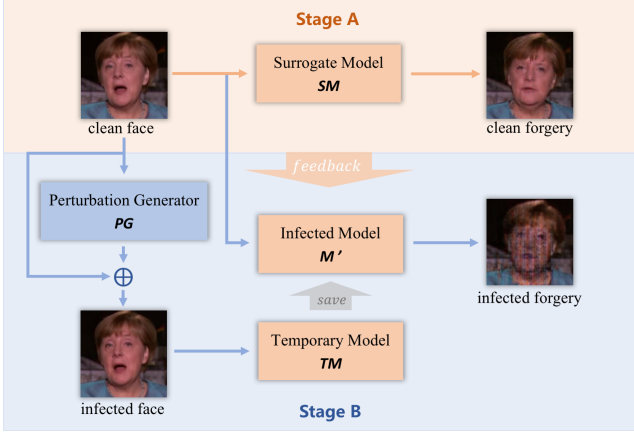 Stage A
Surrogate Model
SM
clean face
clean forgery
feedback
Perturbation Generator
PG
Infected Model
M'
infected forgery
save
Temporary Model
TM
infected face
Stage B